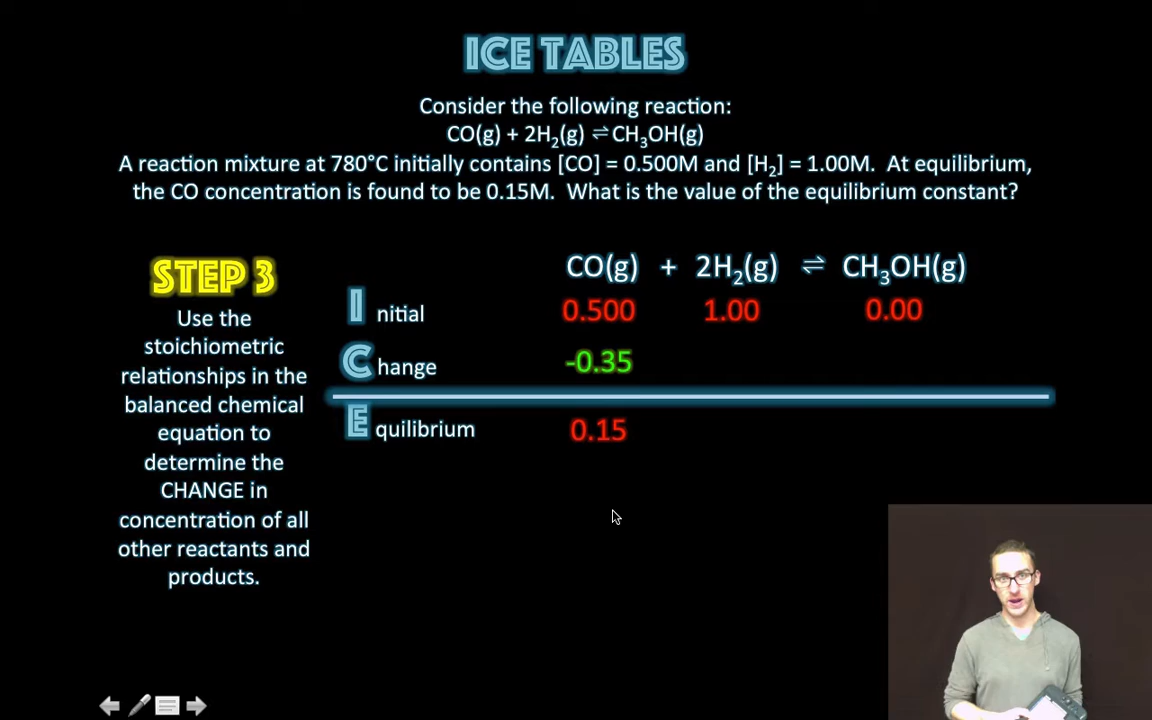 ICE TABLES
Consider the following reaction:
CO(g) + 2H₂(g) ⇌ CH₃OH(g)
A reaction mixture at 780°C initially contains [CO] = 0.500M and [H₂] = 1.00M. At equilibrium,
the CO concentration is found to be 0.15M. What is the value of the equilibrium constant?
STEP 3
Use the
stoichiometric
relationships in the
balanced chemical
equation to
determine the
CHANGE in
concentration of all
other reactants and
products.
CO(g) + 2H₂(g) ⇌ CH₃OH(g)
Initial 0.500 1.00 0.00
Change -0.35
Equilibrium 0.15